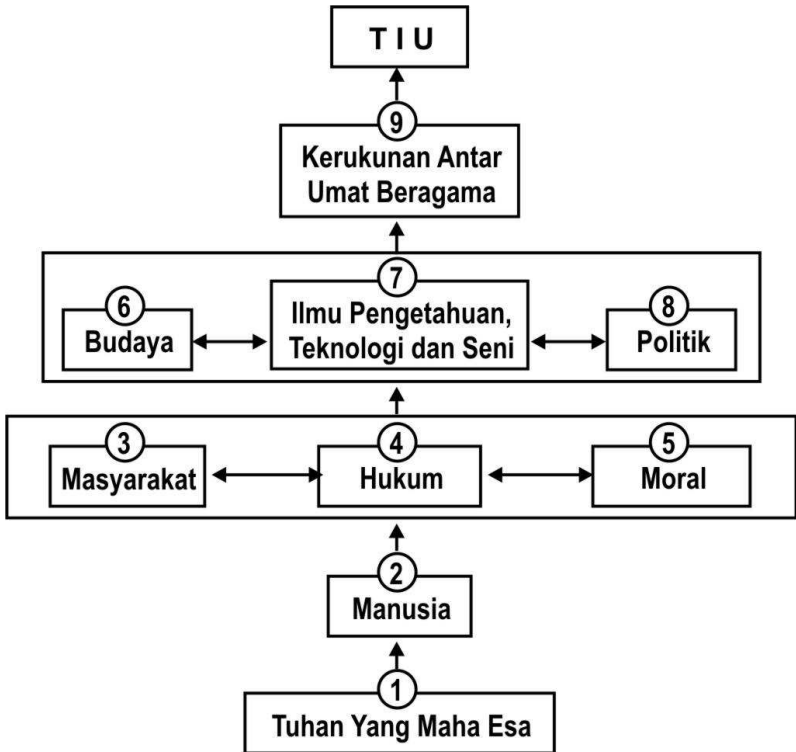 T I U
9
Kerukunan Antar
Umat Beragama
7
Ilmu Pengetahuan,
Teknologi dan Seni
6
Budaya
8
Politik
3
Masyarakat
4
Hukum
5
Moral
2
Manusia
1
Tuhan Yang Maha Esa